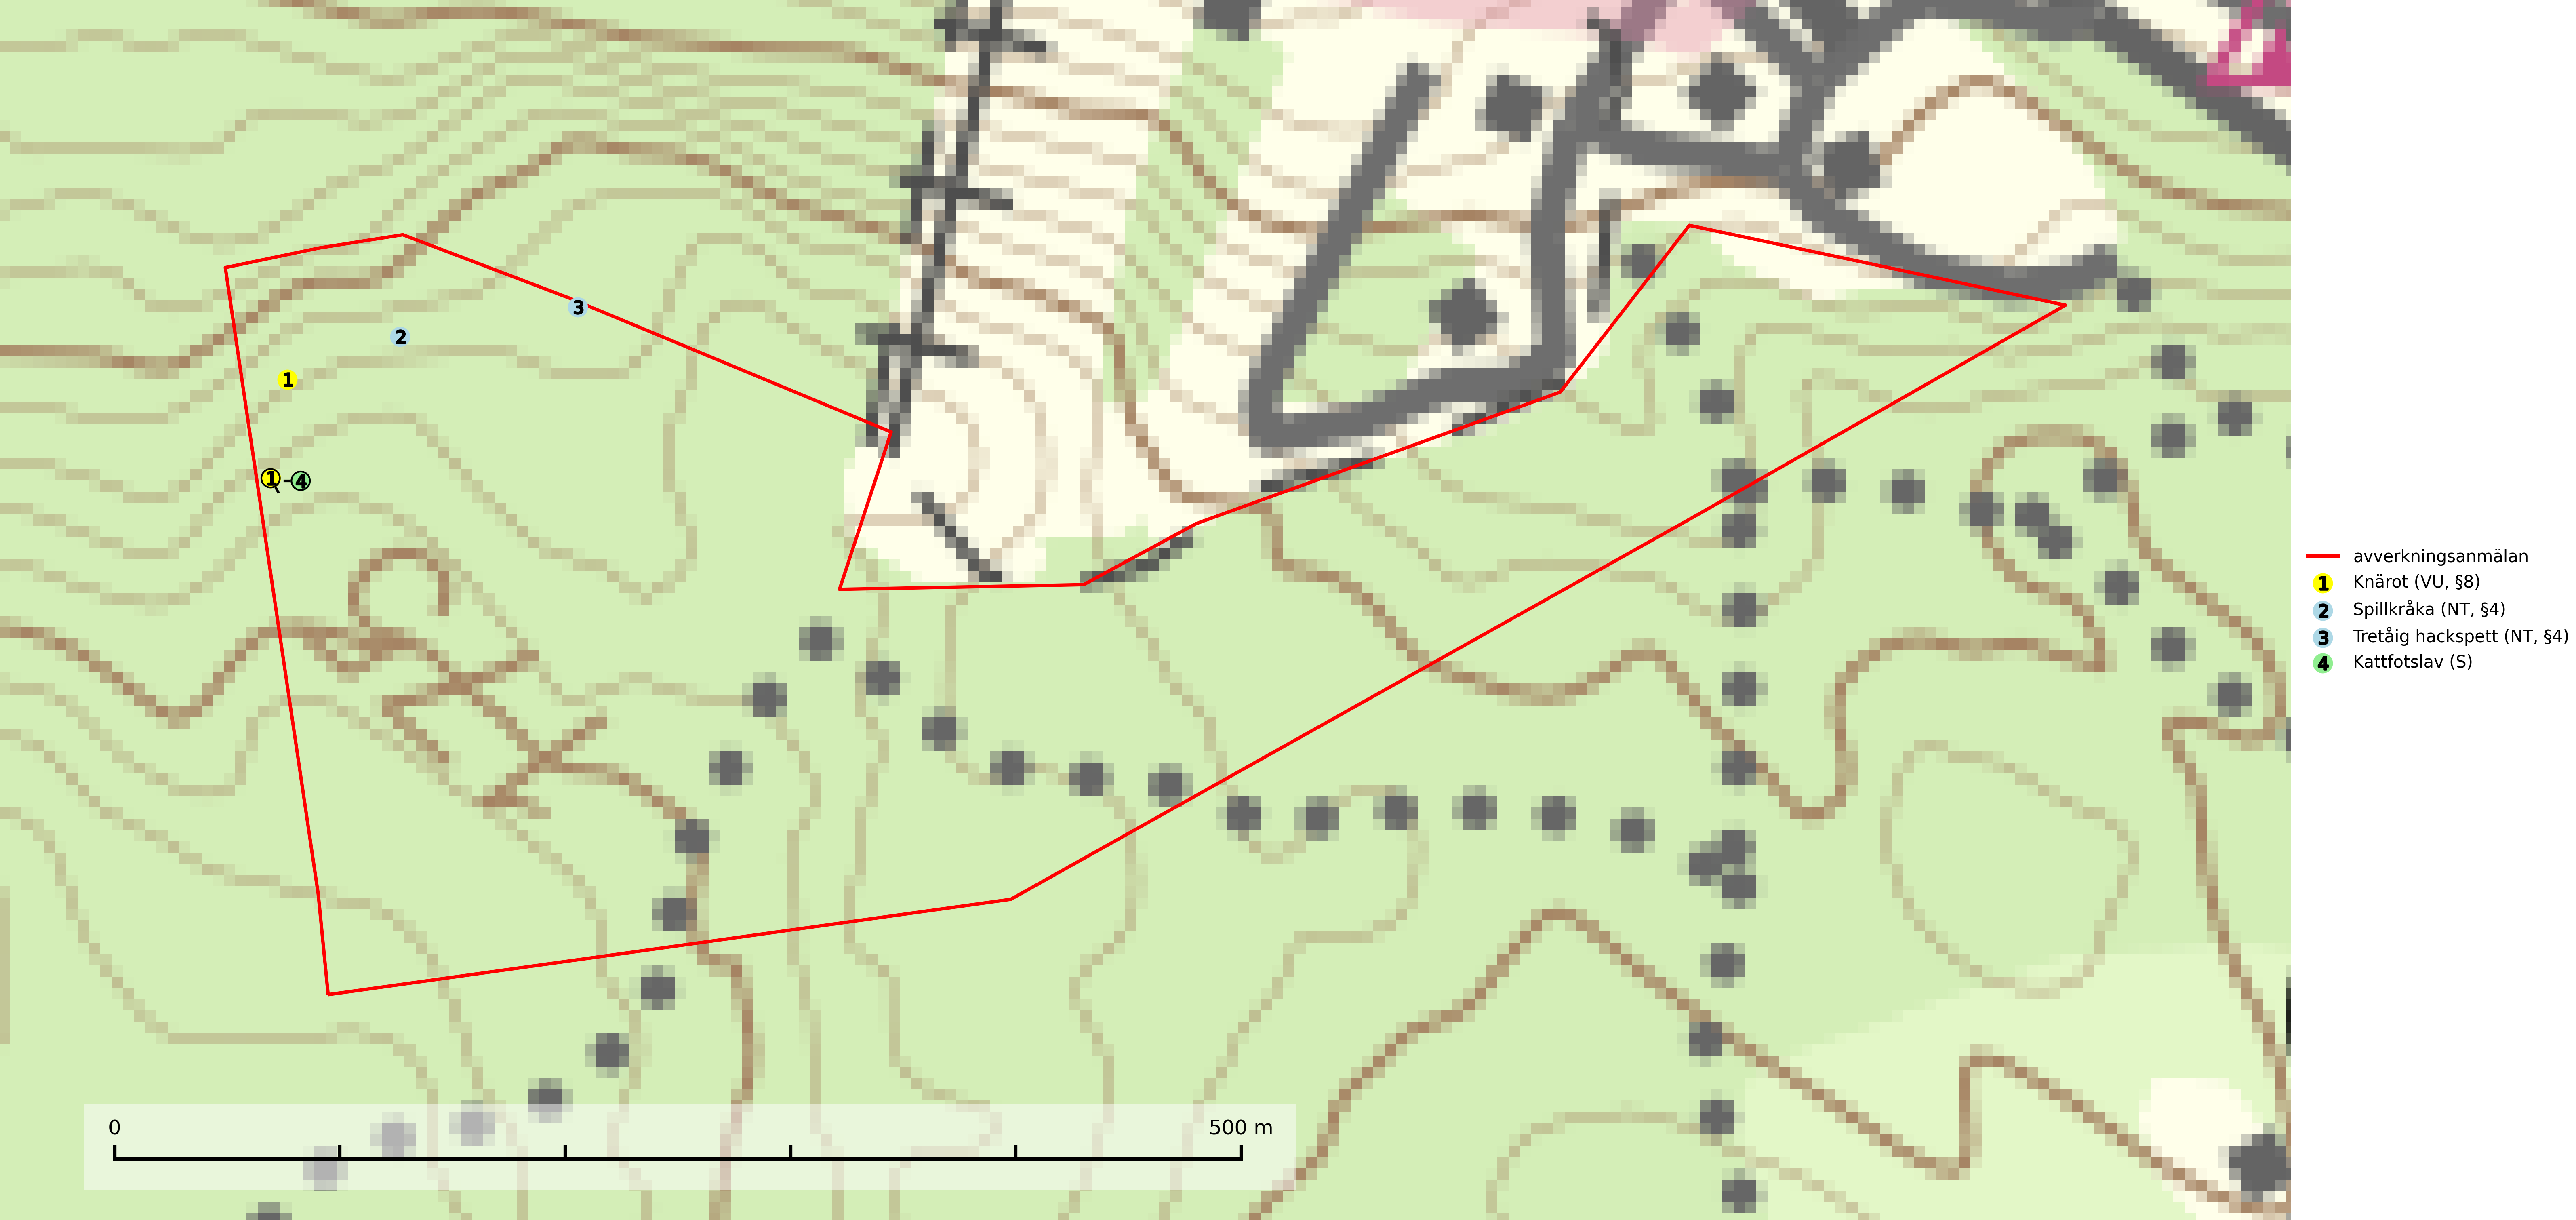 3
2
1
1
4
0
500 m
avverkningsanmälan
1 Knärot (VU, §8)
2 Spillkråka (NT, §4)
3 Tretåig hackspett (NT, §4)
4 Kattfotslav (S)